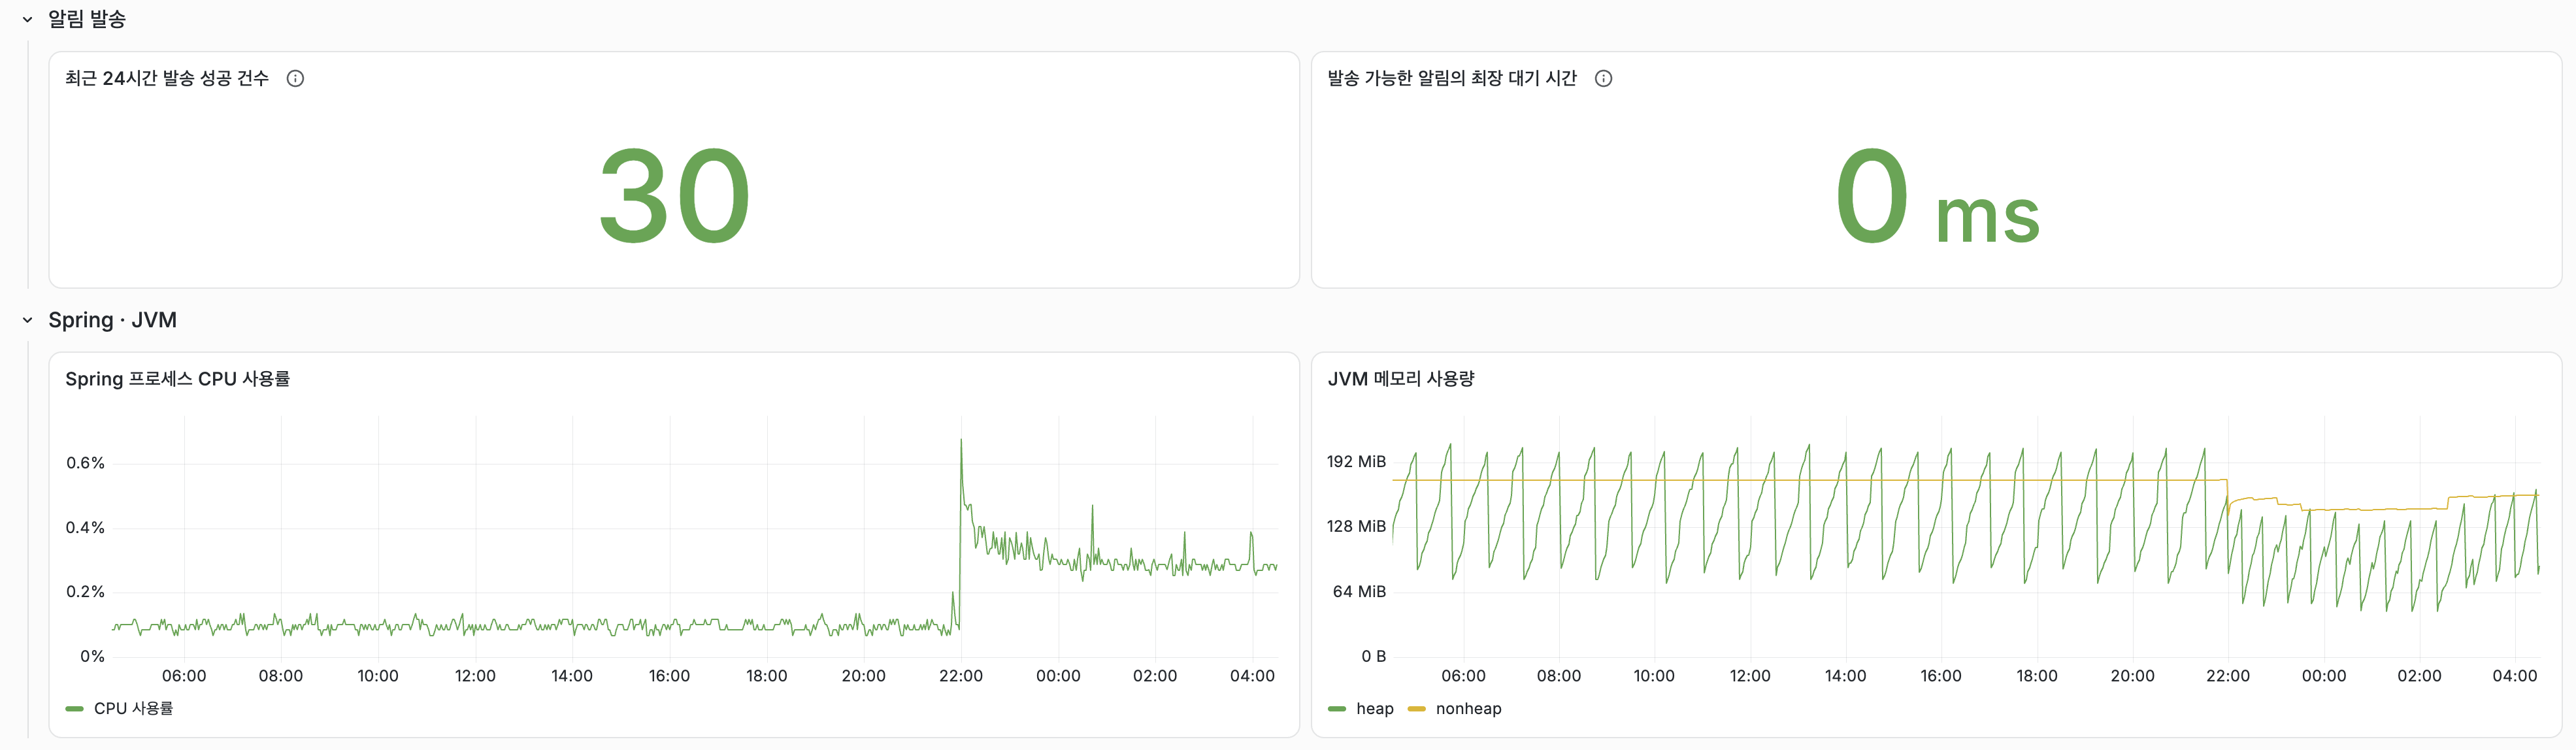 알림 발송
최근 24시간 발송 성공 건수
발송 가능한 알림의 최장 대기 시간
30
0 ms
Spring · JVM
Spring 프로세스 CPU 사용률
0.6%
0.4%
0.2%
0%
06:00 08:00 10:00 12:00 14:00 16:00 18:00 20:00 22:00 00:00 02:00 04:00
CPU 사용률
JVM 메모리 사용량
192 MiB
128 MiB
64 MiB
0 B
06:00 08:00 10:00 12:00 14:00 16:00 18:00 20:00 22:00 00:00 02:00 04:00
heap nonheap